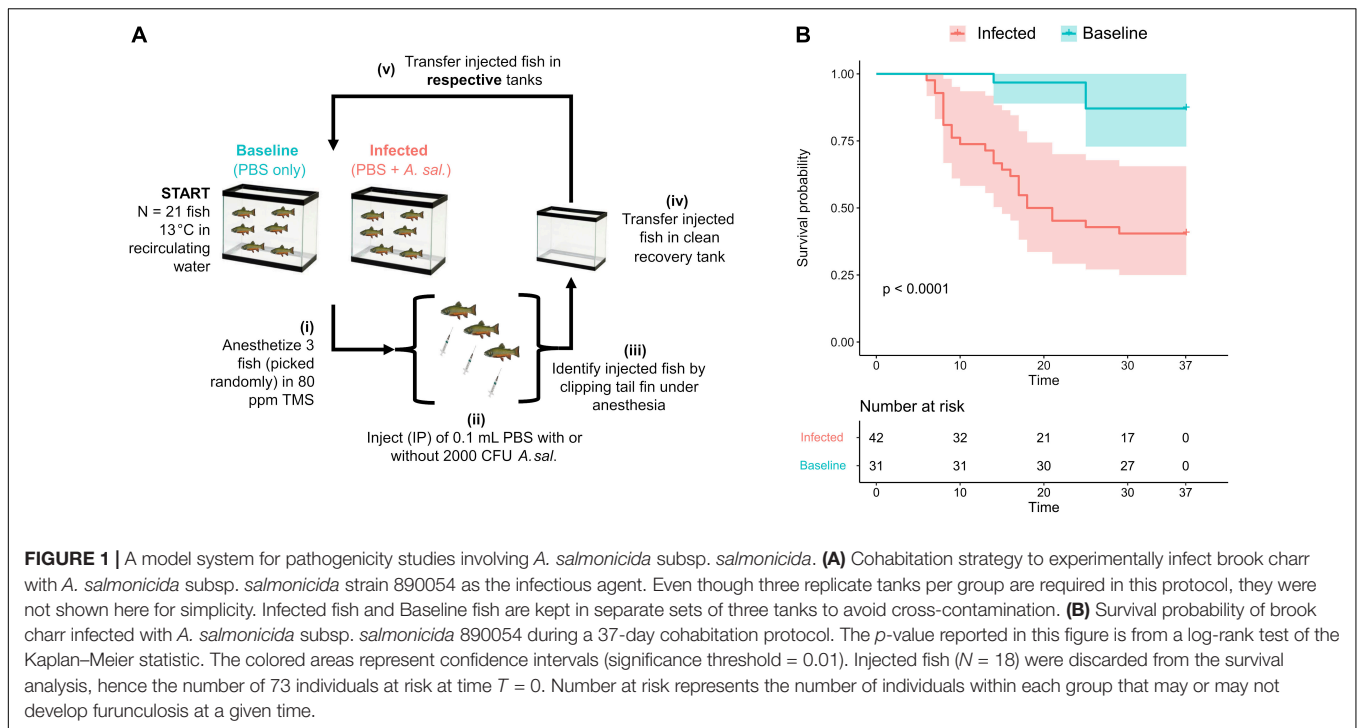 A
(v) Transfer injected fish in
respective tanks
Baseline
(PBS only)
Infected
(PBS + A. sal.)
START
N = 21 fish
13°C in
recirculating
water
(iv)
Transfer injected
fish in clean
recovery tank
(i)
Anesthetize 3
fish (picked
randomly) in 80
ppm TMS
(iii)
Identify injected fish by
clipping tail fin under
anesthesia
(ii)
Inject (IP) of 0.1 mL PBS with or
without 2000 CFU A. sal.
B
Infected Baseline
Survival probability
1.00
0.75
0.50
0.25
0.00
p < 0.0001
0 10 20 30 37
Time
Number at risk
Infected 42 32 21 17 0
Baseline 31 31 30 27 0
0 10 20 30 37
Time
FIGURE 1 | A model system for pathogenicity studies involving A. salmonicida subsp. salmonicida. (A) Cohabitation strategy to experimentally infect brook charr
with A. salmonicida subsp. salmonicida strain 890054 as the infectious agent. Even though three replicate tanks per group are required in this protocol, they were
not shown here for simplicity. Infected fish and Baseline fish are kept in separate sets of three tanks to avoid cross-contamination. (B) Survival probability of brook
charr infected with A. salmonicida subsp. salmonicida 890054 during a 37-day cohabitation protocol. The p-value reported in this figure is from a log-rank test of the
Kaplan–Meier statistic. The colored areas represent confidence intervals (significance threshold = 0.01). Injected fish (N = 18) were discarded from the survival
analysis, hence the number of 73 individuals at risk at time T = 0. Number at risk represents the number of individuals within each group that may or may not
develop furunculosis at a given time.